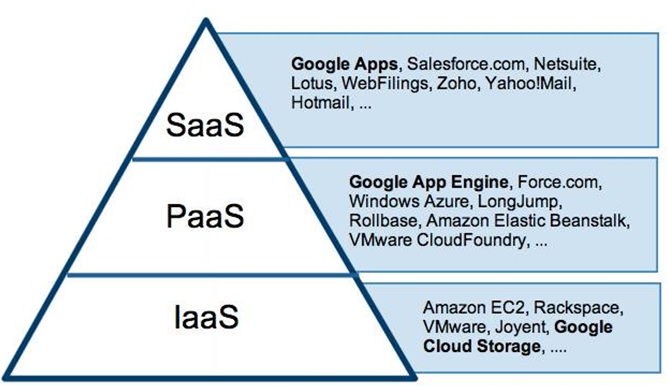 SaaS
Google Apps, Salesforce.com, Netsuite,
Lotus, WebFilings, Zoho, Yahoo!Mail,
Hotmail, ...
PaaS
Google App Engine, Force.com,
Windows Azure, LongJump,
Rollbase, Amazon Elastic Beanstalk,
VMware CloudFoundry, ...
IaaS
Amazon EC2, Rackspace,
VMware, Joyent, Google
Cloud Storage, ....